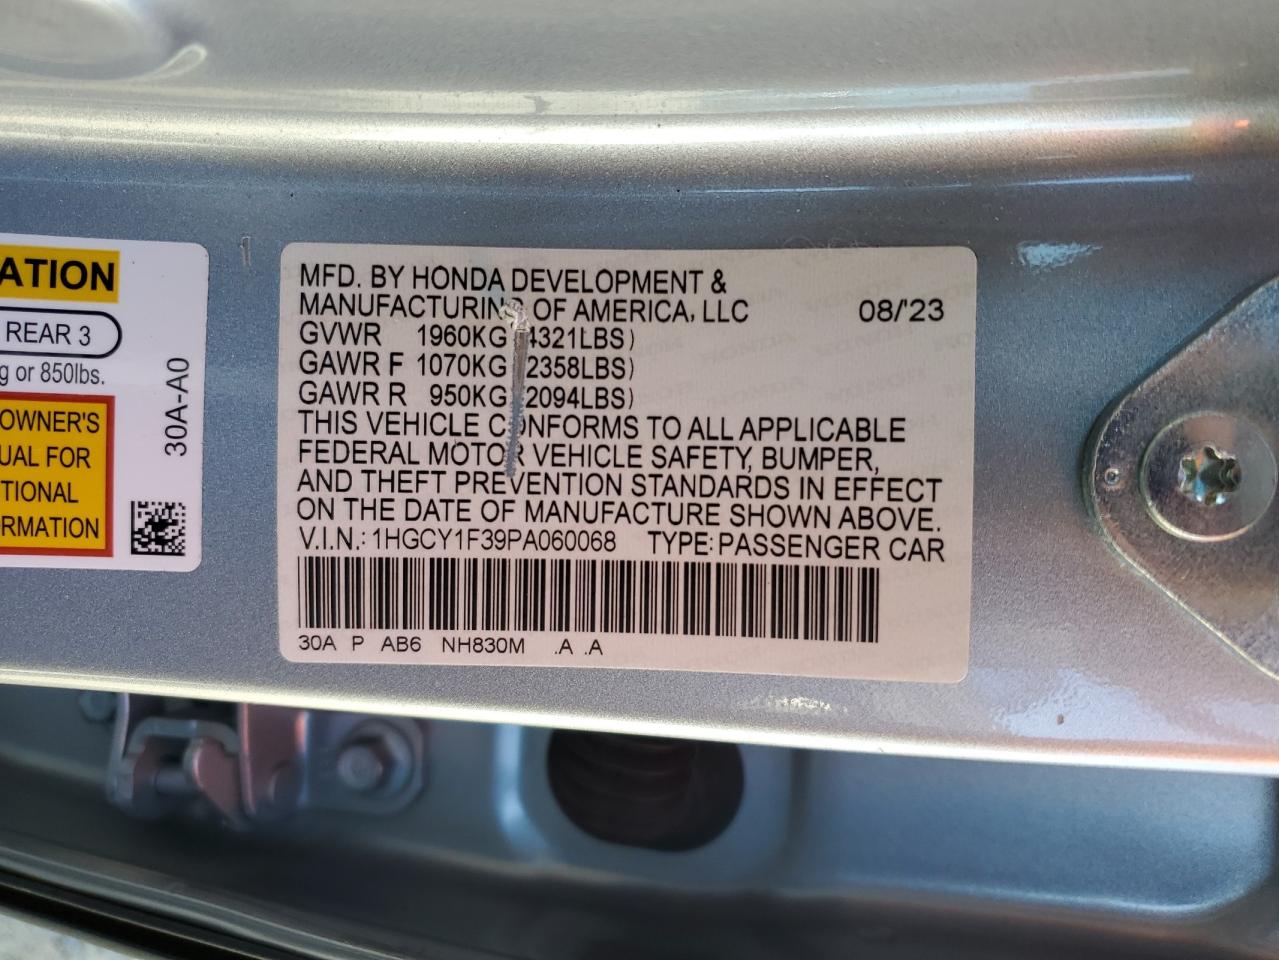 ATION
REAR 3
g or 850lbs.
OWNER'S
UAL FOR
TIONAL
ORMATION
30A-A0
MFD. BY HONDA DEVELOPMENT &
MANUFACTURING OF AMERICA, LLC 08/'23
GVWR 1960KG 4321LBS)
GAWR F 1070KG 2358LBS)
GAWR R 950KG 2094LBS)
THIS VEHICLE CONFORMS TO ALL APPLICABLE
FEDERAL MOTOR VEHICLE SAFETY, BUMPER,
AND THEFT PREVENTION STANDARDS IN EFFECT
ON THE DATE OF MANUFACTURE SHOWN ABOVE.
V.I.N.: 1HGCY1F39PA060068 TYPE: PASSENGER CAR
30A P AB6 NH830M .A .A